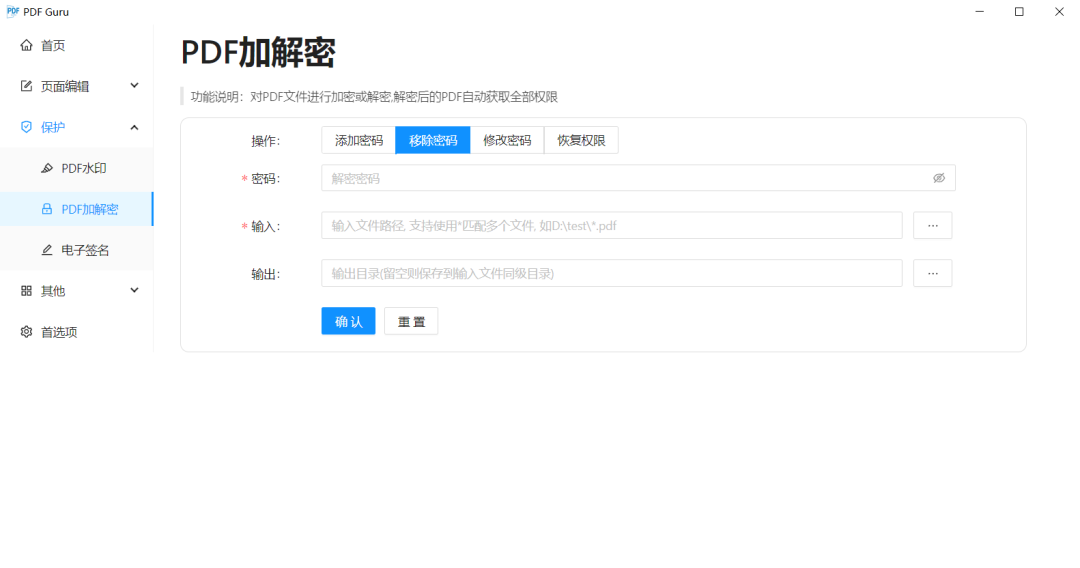 PDF PDF Guru
首页
页面编辑
保护
PDF水印
PDF加解密
电子签名
其他
首选项
PDF加解密
功能说明：对PDF文件进行加密或解密,解密后的PDF自动获取全部权限
操作： 添加密码 移除密码 修改密码 恢复权限
* 密码： 解密密码
* 输入： 输入文件路径, 支持使用*匹配多个文件, 如D:\test\*.pdf ...
输出： 输出目录(留空则保存到输入文件同级目录) ...
确 认 重 置